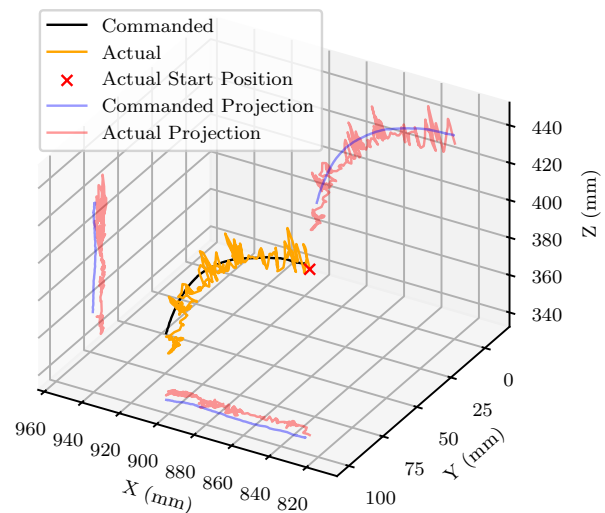 Commanded
Actual
Actual Start Position
Commanded Projection
Actual Projection
440
420
400
380
360
340
Z (mm)
0
25
50
75
100
Y (mm)
960
940
920
900
880
860
840
820
X (mm)